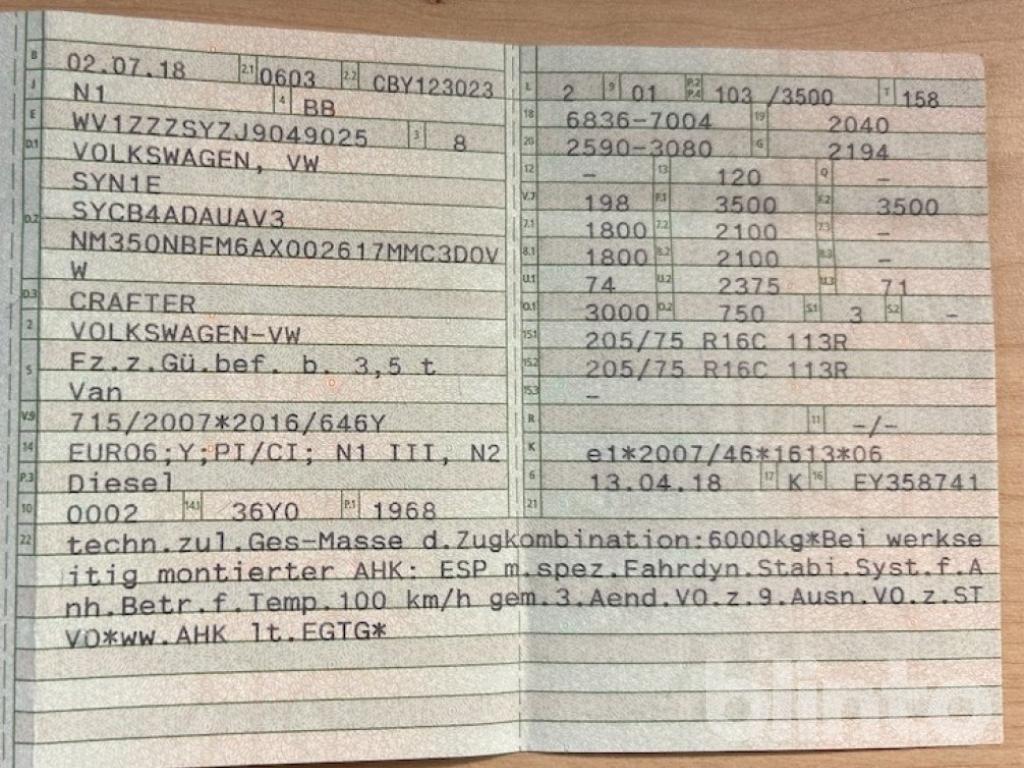 B 02.07.18 2.1 0603 2.2 CBY123023
J N1 4 BB
E WV1ZZZSYZJ9049025 3 8
D.1 VOLKSWAGEN, VW
SYN1E
D.2 SYCB4ADAUAV3
NM350NBFM6AX002617MMC3D0V
W
D.3 CRAFTER
2 VOLKSWAGEN-VW
5 Fz.z.Gü.bef. b. 3,5 t
Van
V.9 715/2007*2016/646Y
14 EURO6;Y;PI/CI; N1 III, N2
P.3 Diesel
10 0002 14.1 36Y0 P.1 1968
L 2 9 01 P.2 P.4 103 /3500 T 158
18 6836-7004 19 2040
20 2590-3080 G 2194
12 – 13 120 Q –
V.7 198 F.1 3500 F.2 3500
7.1 1800 7.2 2100 7.3 –
8.1 1800 8.2 2100 8.3 –
U.1 74 U.2 2375 U.3 71
O.1 3000 O.2 750 S.1 3 S.2 –
15.1 205/75 R16C 113R
15.2 205/75 R16C 113R
15.3 –
R 11 –/–
K e1*2007/46*1613*06
6 13.04.18 17 K 16 EY358741
21
22 techn.zul.Ges-Masse d.Zugkombination:6000kg*Bei werkse
itig montierter AHK: ESP m.spez.Fahrdyn.Stabi.Syst.f.A
nh.Betr.f.Temp.100 km/h gem.3.Aend.VO.z.9.Ausn.VO.z.ST
VO*ww.AHK lt.EGTG*
blinto